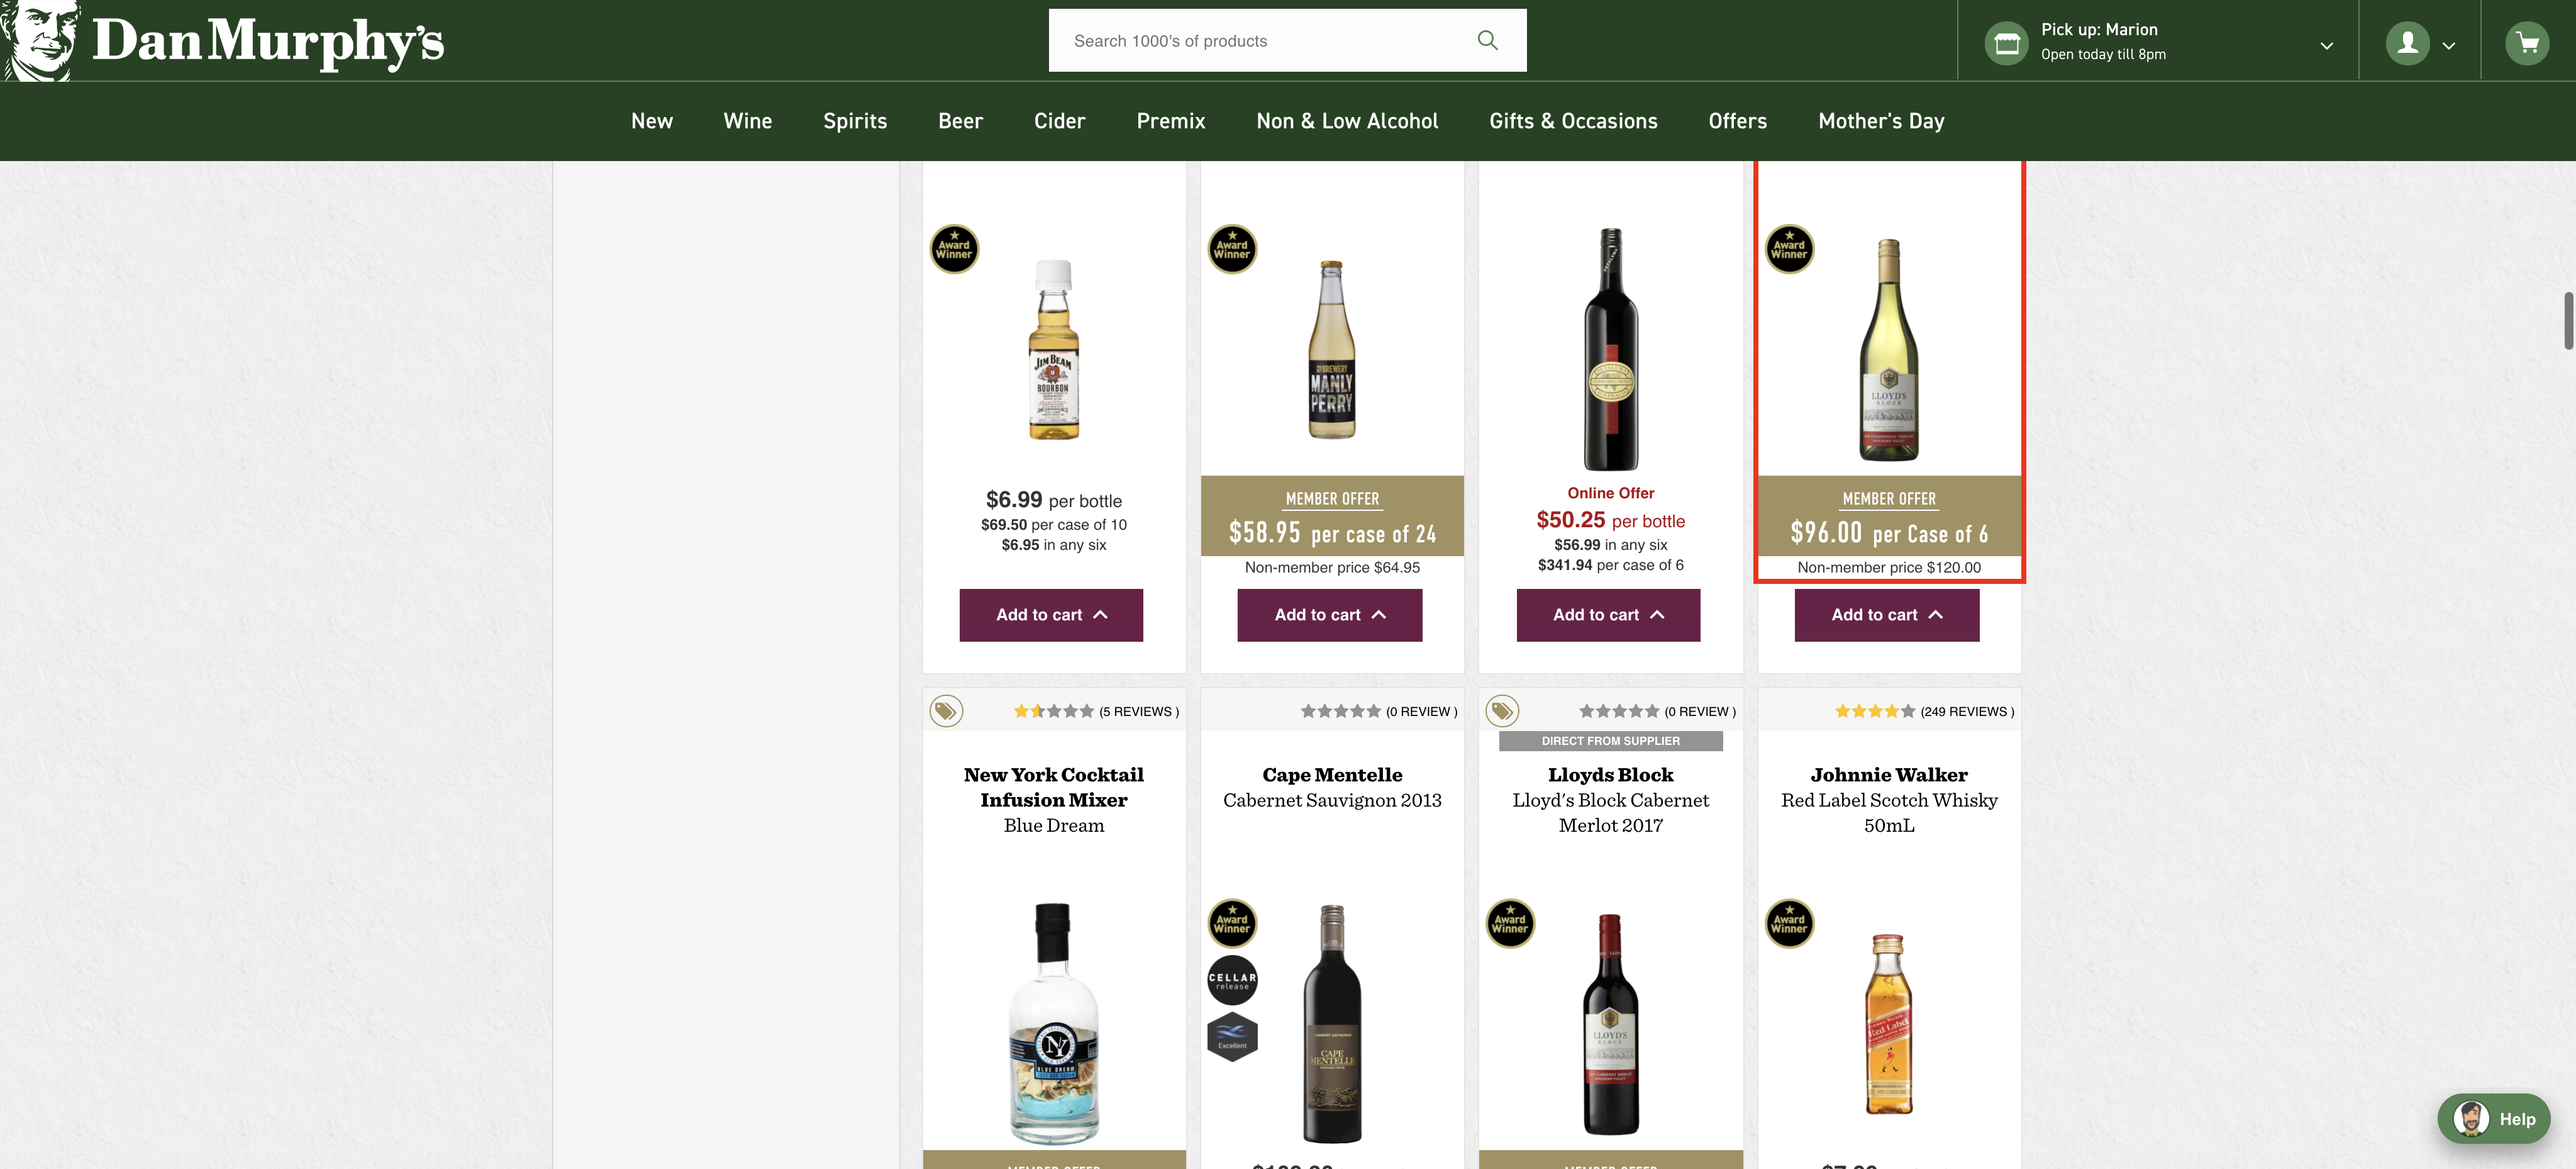 Dan Murphy's
Search 1000's of products
Pick up: Marion
Open today till 8pm
New Wine Spirits Beer Cider Premix Non & Low Alcohol Gifts & Occasions Offers Mother's Day
Award Winner
JIM BEAM
BOURBON
$6.99 per bottle
$69.50 per case of 10
$6.95 in any six
Add to cart
Award Winner
BREWERY
MANLY
PERRY
MEMBER OFFER
$58.95 per case of 24
Non-member price $64.95
Add to cart
Online Offer
$50.25 per bottle
$56.99 in any six
$341.94 per case of 6
Add to cart
Award Winner
LLOYD'S
BLOCK
MEMBER OFFER
$96.00 per Case of 6
Non-member price $120.00
Add to cart
(5 REVIEWS )
New York Cocktail
Infusion Mixer
Blue Dream
NY
BLUE DREAM
MEMBER OFFER
(0 REVIEW )
Cape Mentelle
Cabernet Sauvignon 2013
Award Winner
CELLAR
release
Excellent
CAPE
MENTELLE
(0 REVIEW )
DIRECT FROM SUPPLIER
Lloyds Block
Lloyd's Block Cabernet
Merlot 2017
Award Winner
LLOYD'S
BLOCK
MEMBER OFFER
(249 REVIEWS )
Johnnie Walker
Red Label Scotch Whisky
50mL
Award Winner
Red Label
Help